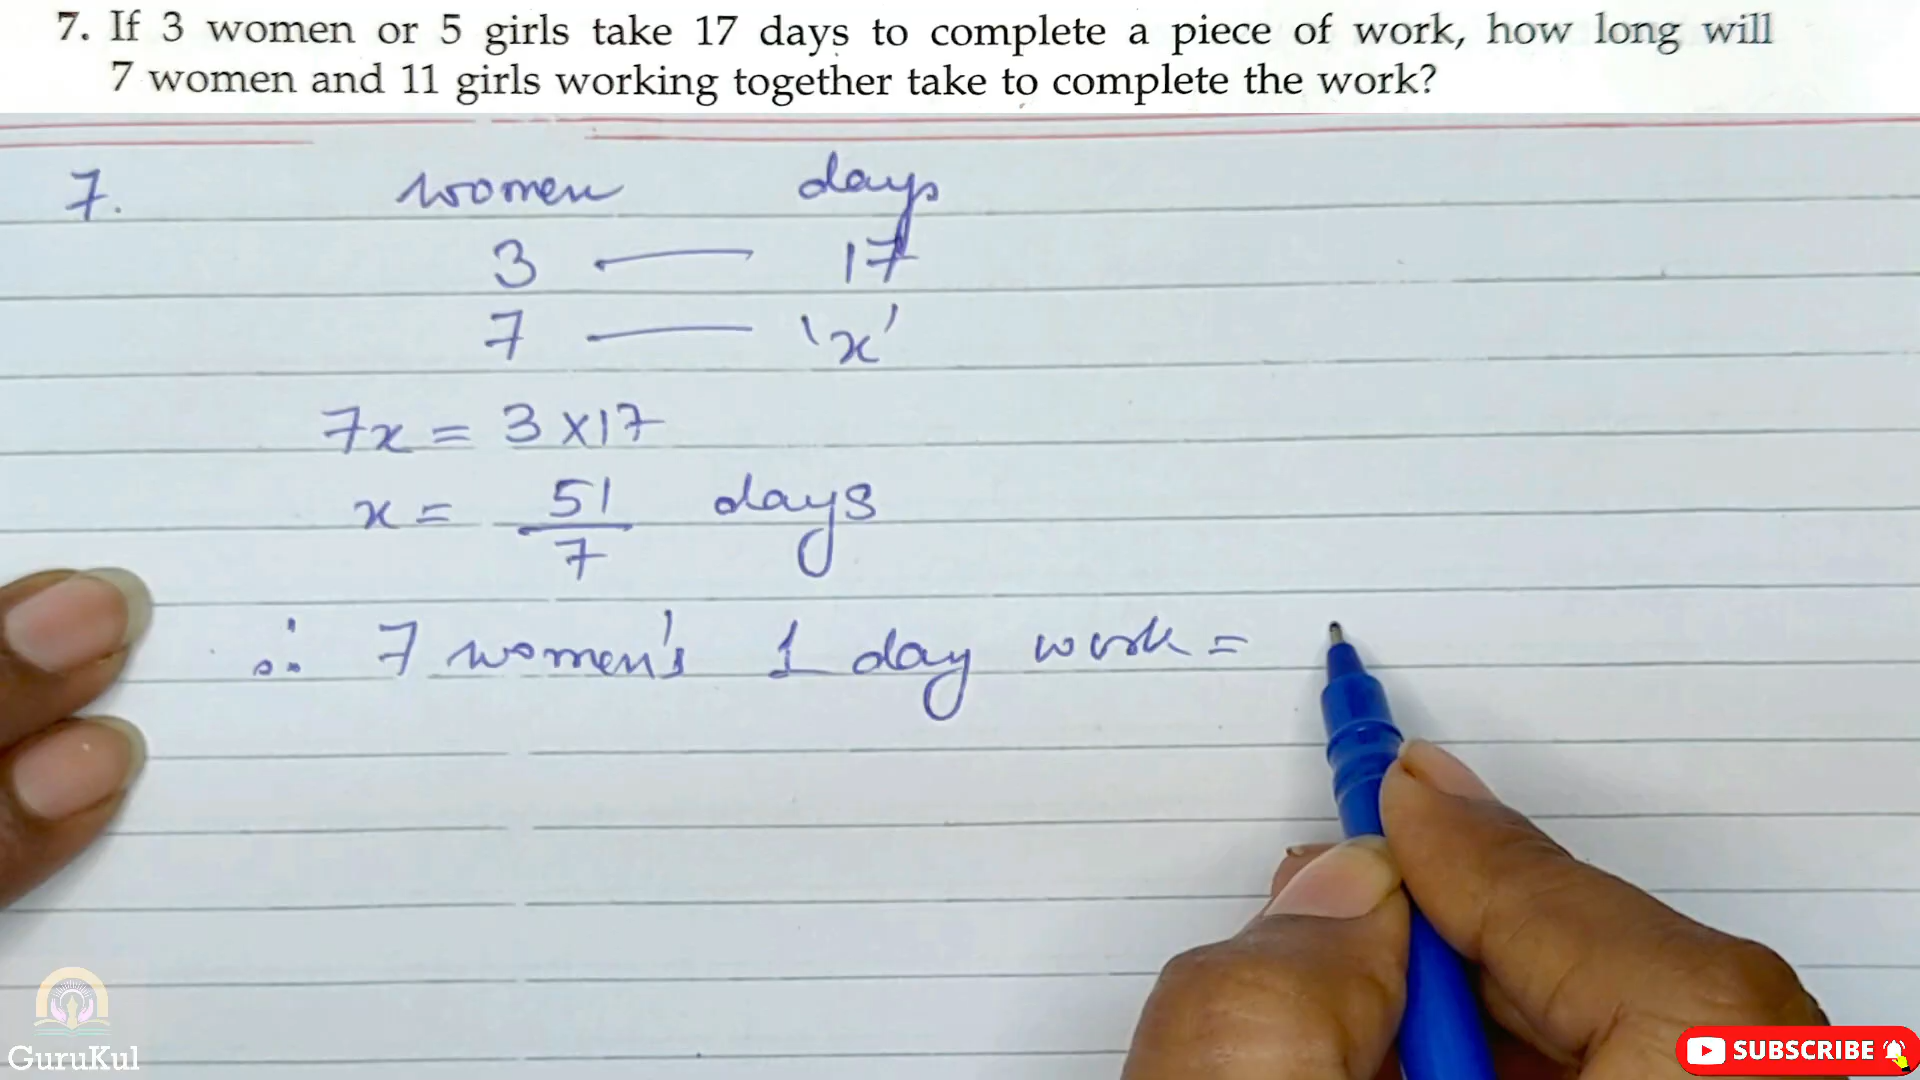 7. If 3 women or 5 girls take 17 days to complete a piece of work, how long will
7 women and 11 girls working together take to complete the work?
7. women days
3 — 17
7 — 'x'
7x = 3 x 17
x = 51/7 days
∴ 7 women's 1 day work =
GuruKul
SUBSCRIBE